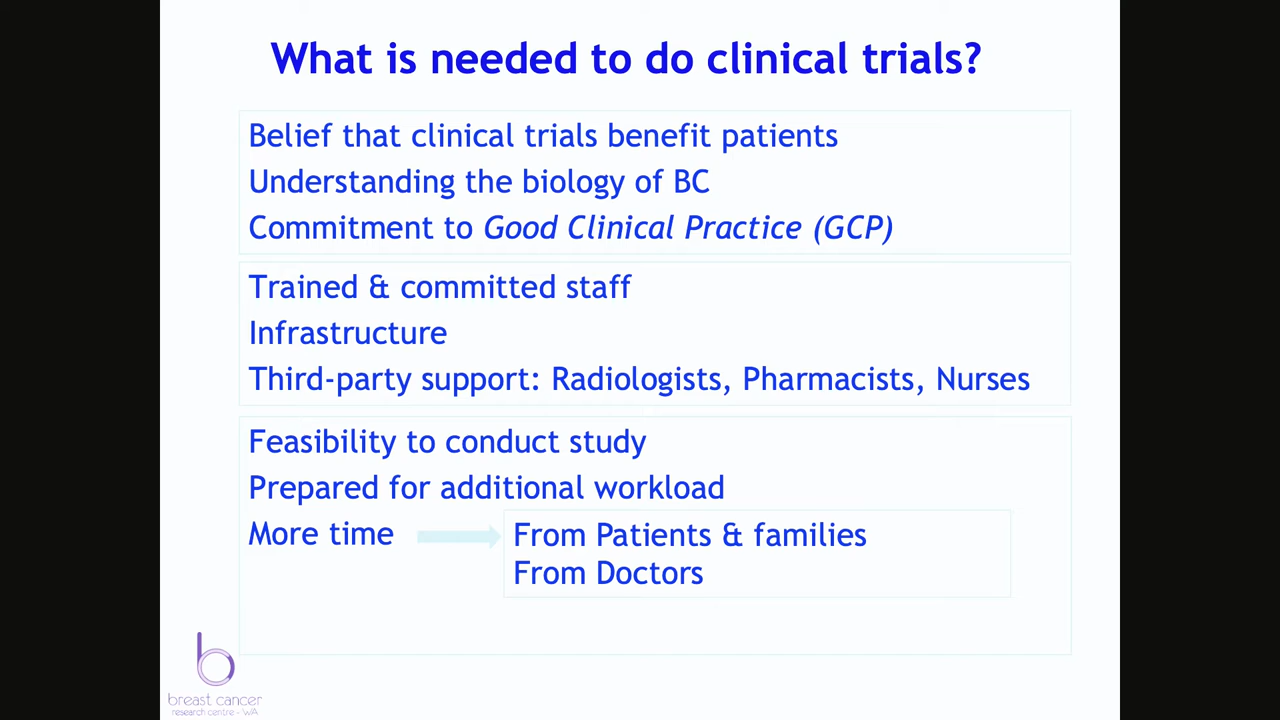 What is needed to do clinical trials?
Belief that clinical trials benefit patients
Understanding the biology of BC
Commitment to Good Clinical Practice (GCP)
Trained & committed staff
Infrastructure
Third-party support: Radiologists, Pharmacists, Nurses
Feasibility to conduct study
Prepared for additional workload
More time
From Patients & families
From Doctors
b
breast cancer
research centre - WA